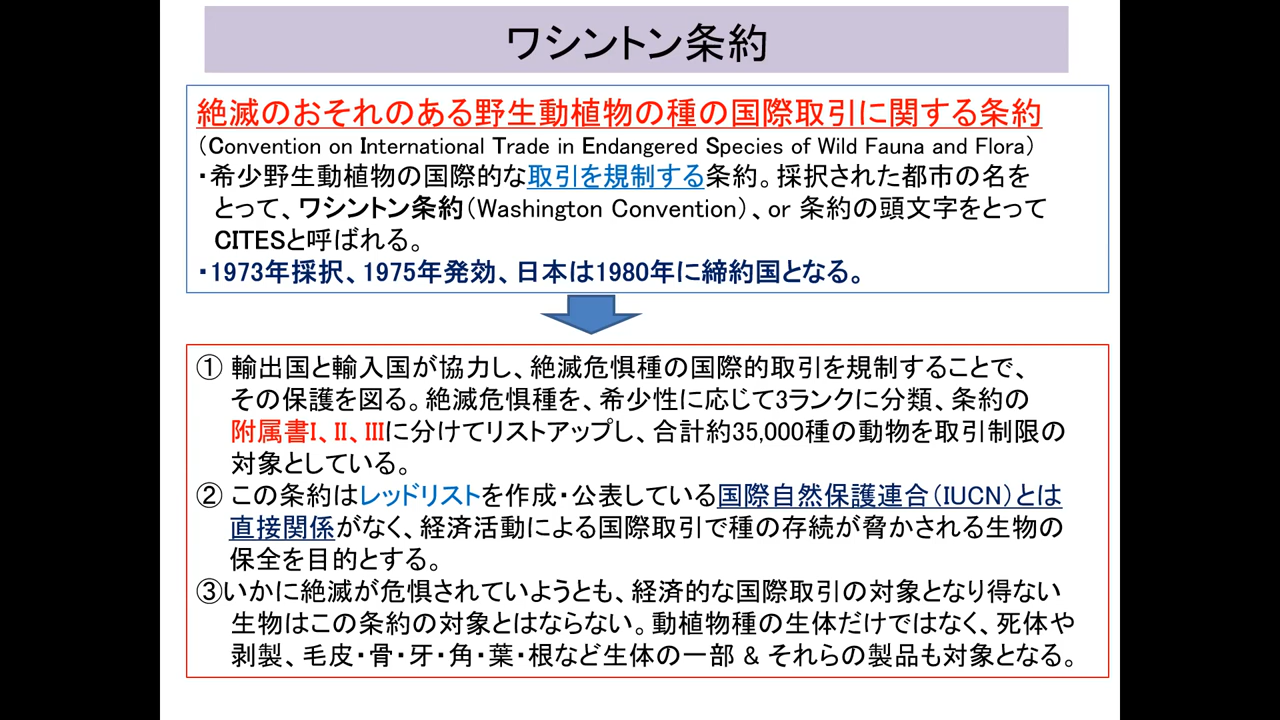 ワシントン条約
絶滅のおそれのある野生動植物の種の国際取引に関する条約
（Convention on International Trade in Endangered Species of Wild Fauna and Flora）
・希少野生動植物の国際的な取引を規制する条約。採択された都市の名を
とって、ワシントン条約（Washington Convention）、or 条約の頭文字をとって
CITESと呼ばれる。
・1973年採択、1975年発効、日本は1980年に締約国となる。
① 輸出国と輸入国が協力し、絶滅危惧種の国際的取引を規制することで、
その保護を図る。絶滅危惧種を、希少性に応じて3ランクに分類、条約の
附属書I、II、IIIに分けてリストアップし、合計約35,000種の動物を取引制限の
対象としている。
② この条約はレッドリストを作成・公表している国際自然保護連合（IUCN）とは
直接関係がなく、経済活動による国際取引で種の存続が脅かされる生物の
保全を目的とする。
③いかに絶滅が危惧されていようとも、経済的な国際取引の対象となり得ない
生物はこの条約の対象とはならない。動植物種の生体だけではなく、死体や
剥製、毛皮・骨・牙・角・葉・根など生体の一部 & それらの製品も対象となる。